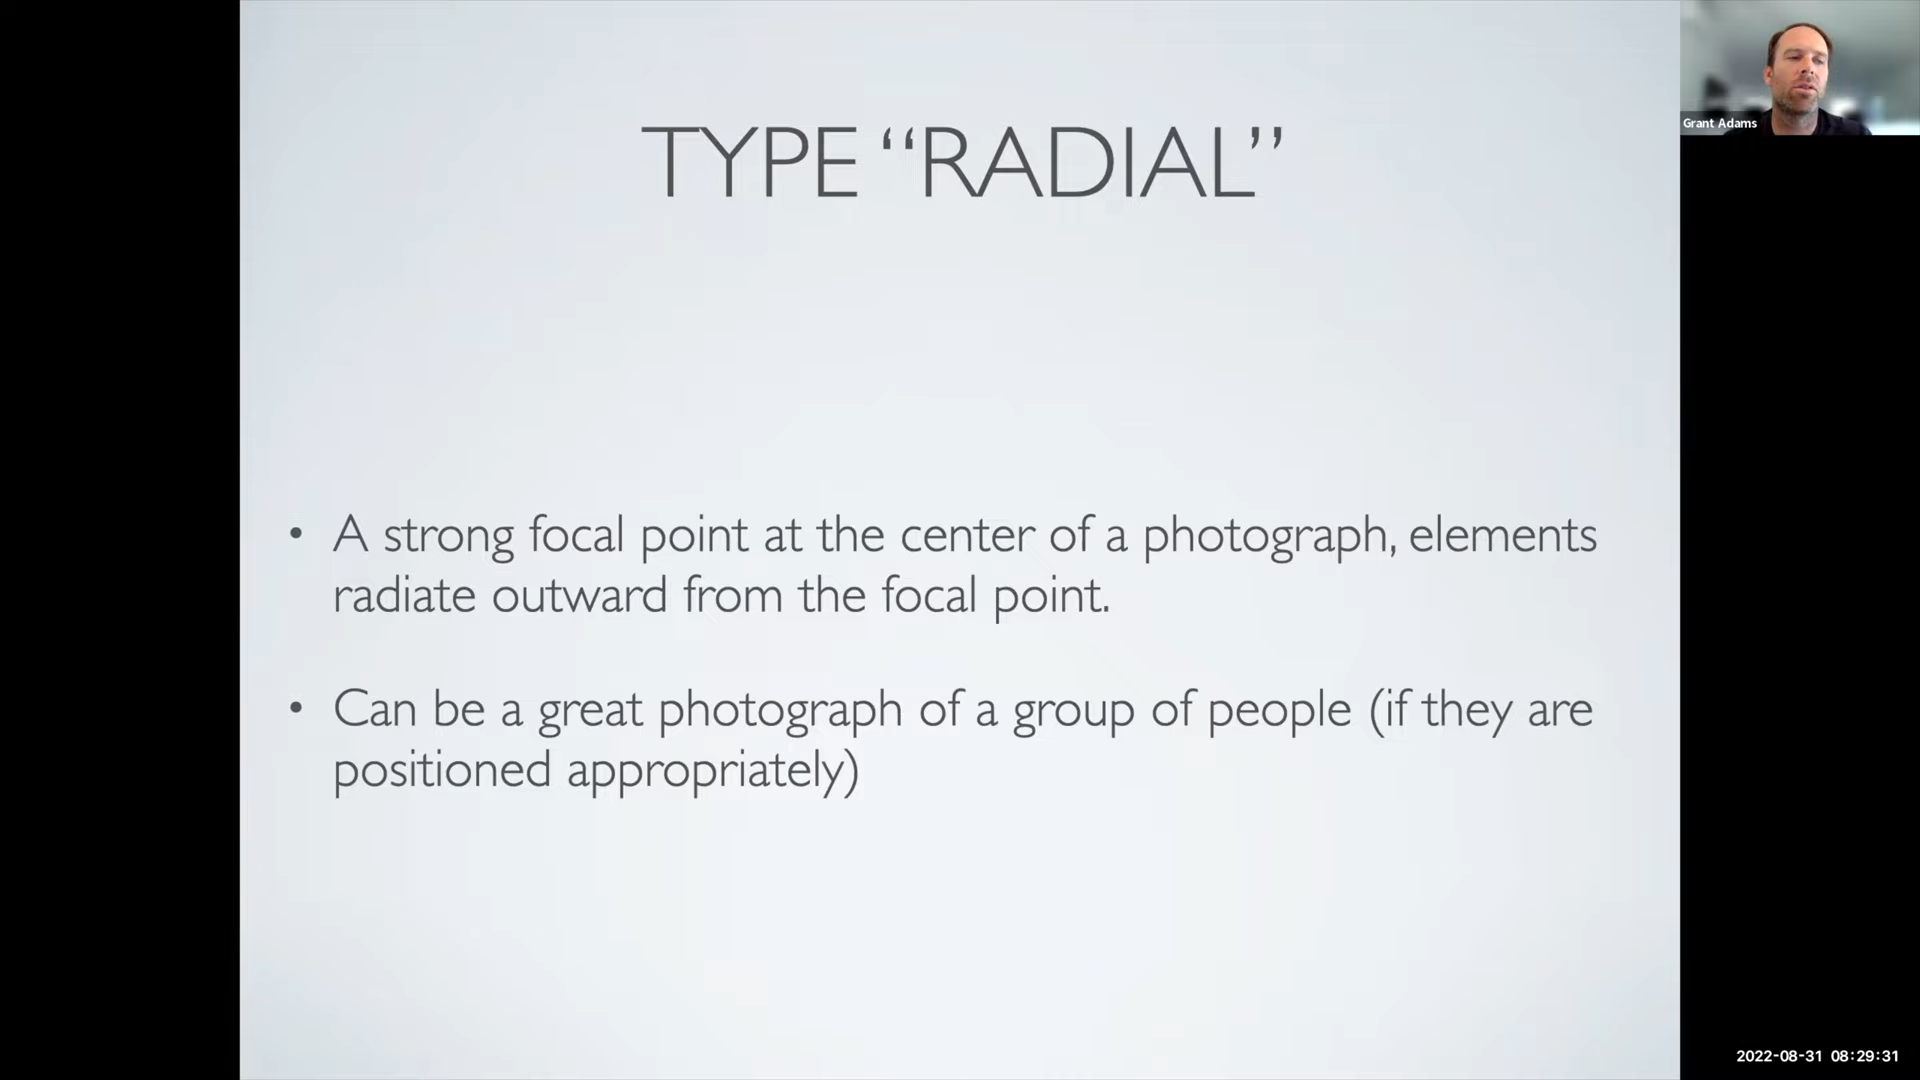 TYPE “RADIAL”
Grant Adams
• A strong focal point at the center of a photograph, elements
radiate outward from the focal point.
• Can be a great photograph of a group of people (if they are
positioned appropriately)
2022-08-31 08:29:31